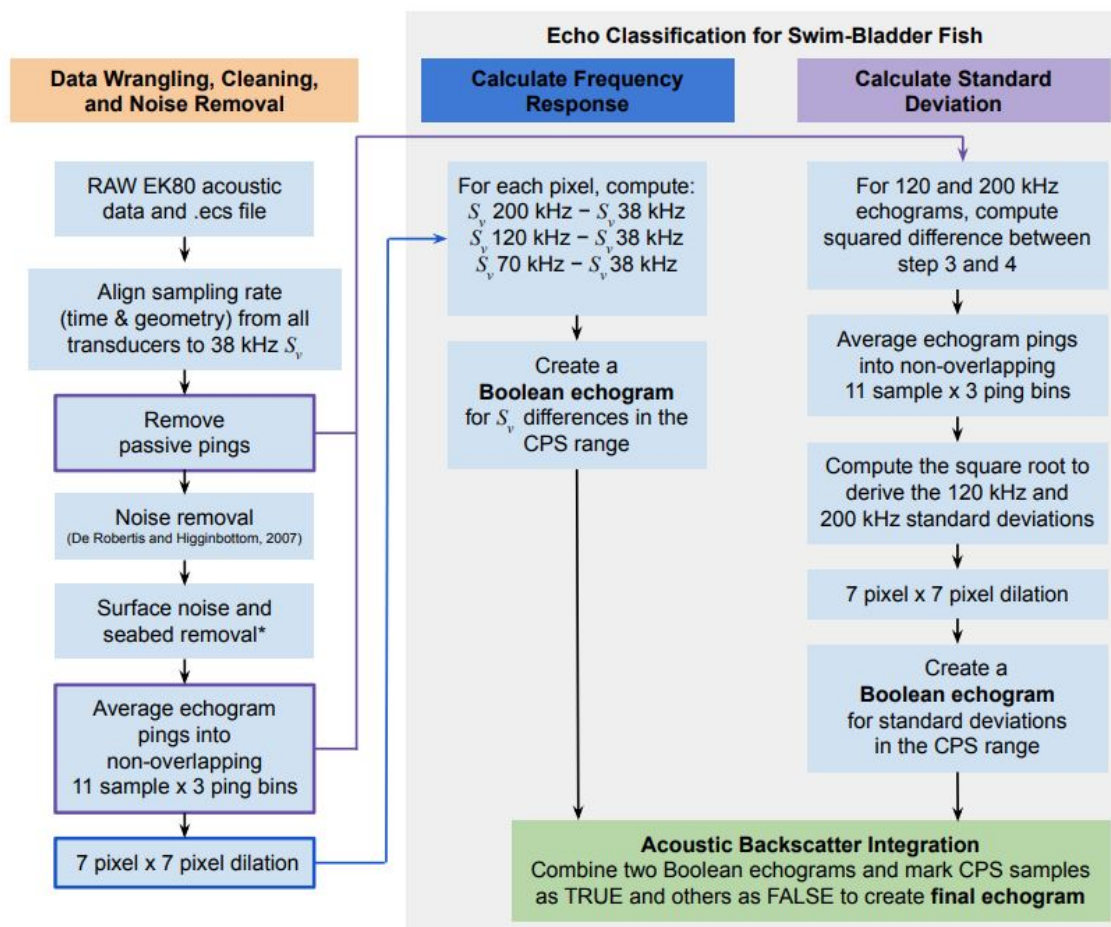 Echo Classification for Swim-Bladder Fish
Data Wrangling, Cleaning,
and Noise Removal
RAW EK80 acoustic
data and .ecs file
Align sampling rate
(time & geometry) from all
transducers to 38 kHz Sv
Remove
passive pings
Noise removal
(De Robertis and Higginbottom, 2007)
Surface noise and
seabed removal*
Average echogram
pings into
non-overlapping
11 sample x 3 ping bins
7 pixel x 7 pixel dilation
Calculate Frequency
Response
For each pixel, compute:
Sv 200 kHz − Sv 38 kHz
Sv 120 kHz − Sv 38 kHz
Sv 70 kHz − Sv 38 kHz
Create a
Boolean echogram
for Sv differences in the
CPS range
Calculate Standard
Deviation
For 120 and 200 kHz
echograms, compute
squared difference between
step 3 and 4
Average echogram pings
into non-overlapping
11 sample x 3 ping bins
Compute the square root to
derive the 120 kHz and
200 kHz standard deviations
7 pixel x 7 pixel dilation
Create a
Boolean echogram
for standard deviations
in the CPS range
Acoustic Backscatter Integration
Combine two Boolean echograms and mark CPS samples
as TRUE and others as FALSE to create final echogram